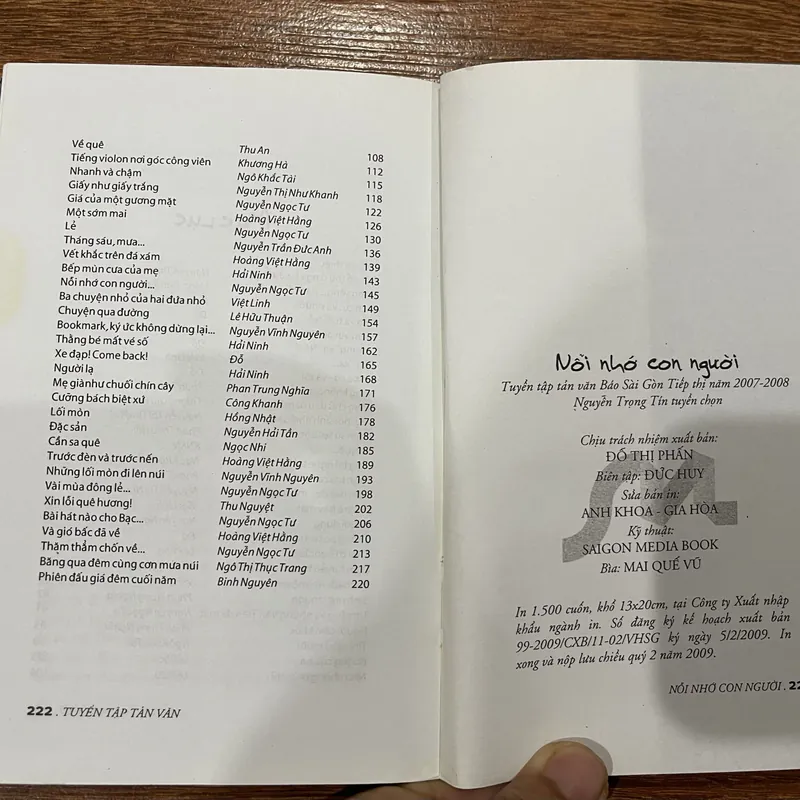 Về quê Thu An 108
Tiếng violon nơi góc công viên Khương Hà 112
Nhanh và chậm Ngô Khắc Tài 115
Giấy như giấy trắng Nguyễn Thị Như Khanh 118
Giá của một gương mặt Nguyễn Ngọc Tư 122
Một sớm mai Hoàng Việt Hằng 126
Lẻ Nguyễn Ngọc Tư 130
Tháng sáu, mưa... Nguyễn Trần Đức Anh 136
Vết khắc trên đá xám Hoàng Việt Hằng 139
Bếp mùn cưa của mẹ Hải Ninh 143
Nỗi nhớ con người... Nguyễn Ngọc Tư 145
Ba chuyện nhỏ của hai đứa nhỏ Việt Linh 149
Chuyện qua đường Lê Hữu Thuận 154
Bookmark, ký ức không dừng lại... Nguyễn Vĩnh Nguyên 157
Thằng bé mất vé số Hải Ninh 162
Xe đạp! Come back! Đỗ 165
Người lạ Hải Ninh 168
Mẹ giànhư chuối chín cây Phan Trung Nghĩa 171
Cưỡng bách biệt xứ Công Khanh 176
Lối mòn Hồng Nhật 178
Đặc sản Nguyễn Hải Tần 182
Cần sa quê Ngọc Nhi 185
Trước đèn và trước nến Hoàng Việt Hằng 189
Những lối mòn đi lên núi Nguyễn Vĩnh Nguyên 193
Vài mùa đông lẻ... Nguyễn Ngọc Tư 198
Xin lỗi quê hương! Thu Nguyệt 202
Bài hát nào cho Bạc... Nguyễn Ngọc Tư 206
Và gió bấc đã về Hoàng Việt Hằng 210
Thặm thẳm chốn về... Nguyễn Ngọc Tư 213
Băng qua đêm cùng cơn mưa núi Ngô Thị Thục Trang 217
Phiên đấu giá đêm cuối năm Bình Nguyên 220
222 . TUYỂN TẬP TẢN VĂN
Nỗi nhớ con người
Tuyển tập tản văn Báo Sài Gòn Tiếp thị năm 2007-2008
Nguyễn Trọng Tín tuyển chọn
Chịu trách nhiệm xuất bản:
ĐỖ THỊ PHẤN
Biên tập: ĐỨC HUY
Sửa bản in:
ANH KHOA - GIA HÒA
Kỹ thuật:
SAIGON MEDIA BOOK
Bìa: MAI QUẾ VŨ
In 1.500 cuốn, khổ 13x20cm, tại Công ty Xuất nhập
khẩu ngành in. Số đăng ký kế hoạch xuất bản
99-2009/CXB/11-02/VHSG ký ngày 5/2/2009. In
xong và nộp lưu chiểu quý 2 năm 2009.
NỖI NHỚ CON NGƯỜI . 22